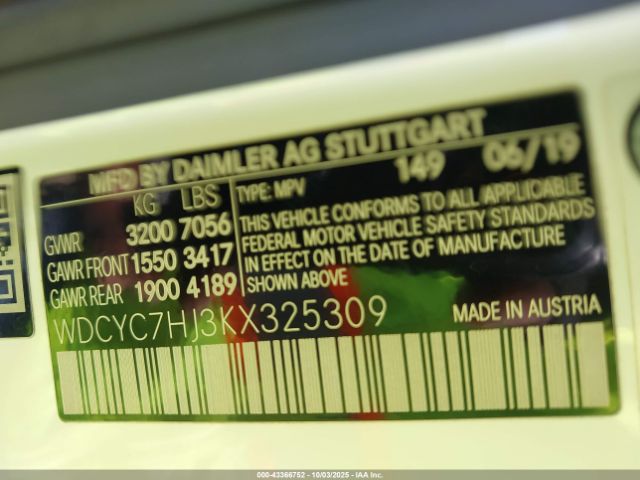 MFD BY DAIMLER AG STUTTGART
149 06/19
KG LBS
TYPE: MPV
GVWR 3200 7056
GAWR FRONT 1550 3417
GAWR REAR 1900 4189
THIS VEHICLE CONFORMS TO ALL APPLICABLE
FEDERAL MOTOR VEHICLE SAFETY STANDARDS
IN EFFECT ON THE DATE OF MANUFACTURE
SHOWN ABOVE
WDCYC7HJ3KX325309
MADE IN AUSTRIA
000-43366752 | 10/03/2025 - IAA Inc.